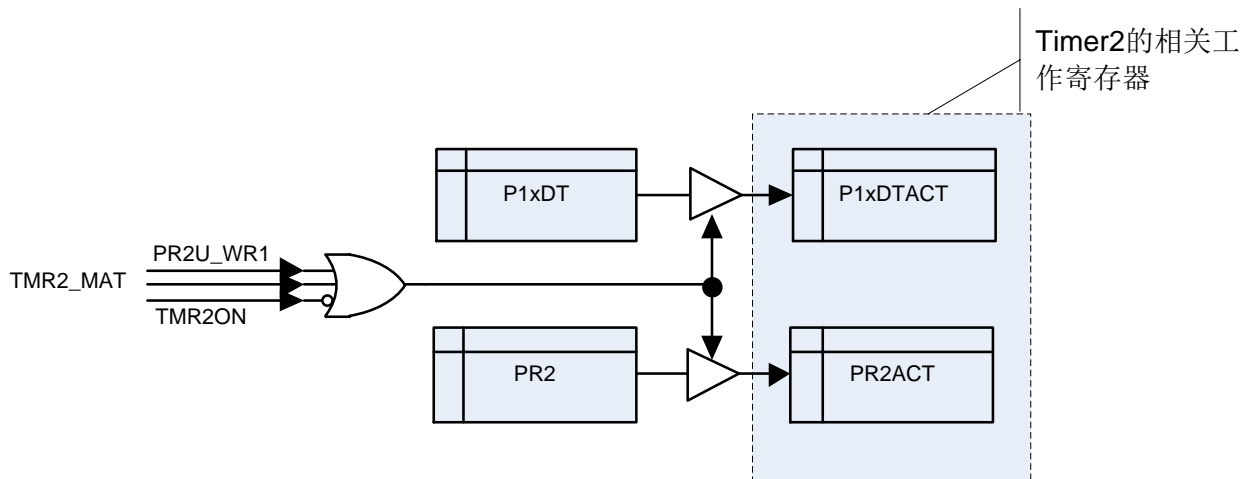 Timer2的相关工
作寄存器
P1xDT
P1xDTACT
PR2U_WR1
TMR2_MAT
TMR2ON
PR2
PR2ACT